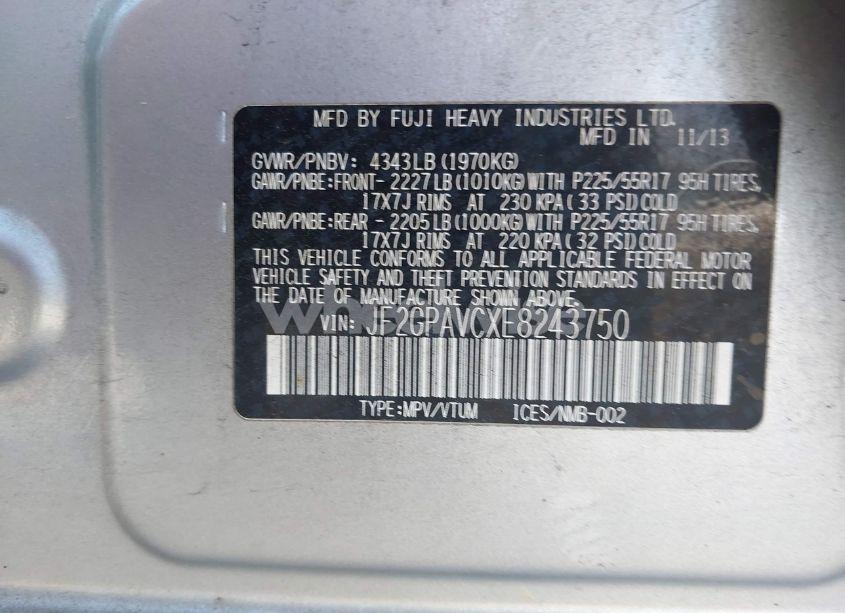 MFD BY FUJI HEAVY INDUSTRIES LTD.
MFD IN 11/13
GVWR/PNBV: 4343LB (1970KG)
GAWR/PNBE:FRONT- 2227LB(1010KG)WITH P225/55R17 95H TIRES,
17X7J RIMS AT 230 KPA( 33 PSI)COLD
GAWR/PNBE:REAR - 2205LB(1000KG)WITH P225/55R17 95H TIRES,
17X7J RIMS AT 220 KPA( 32 PSI)COLD
THIS VEHICLE CONFORMS TO ALL APPLICABLE FEDERAL MOTOR
VEHICLE SAFETY AND THEFT PREVENTION STANDARDS IN EFFECT ON
THE DATE OF MANUFACTURE SHOWN ABOVE.
VIN: JF2GPAVCXE8243750
TYPE:MPV/VTUM ICES/NMB-002